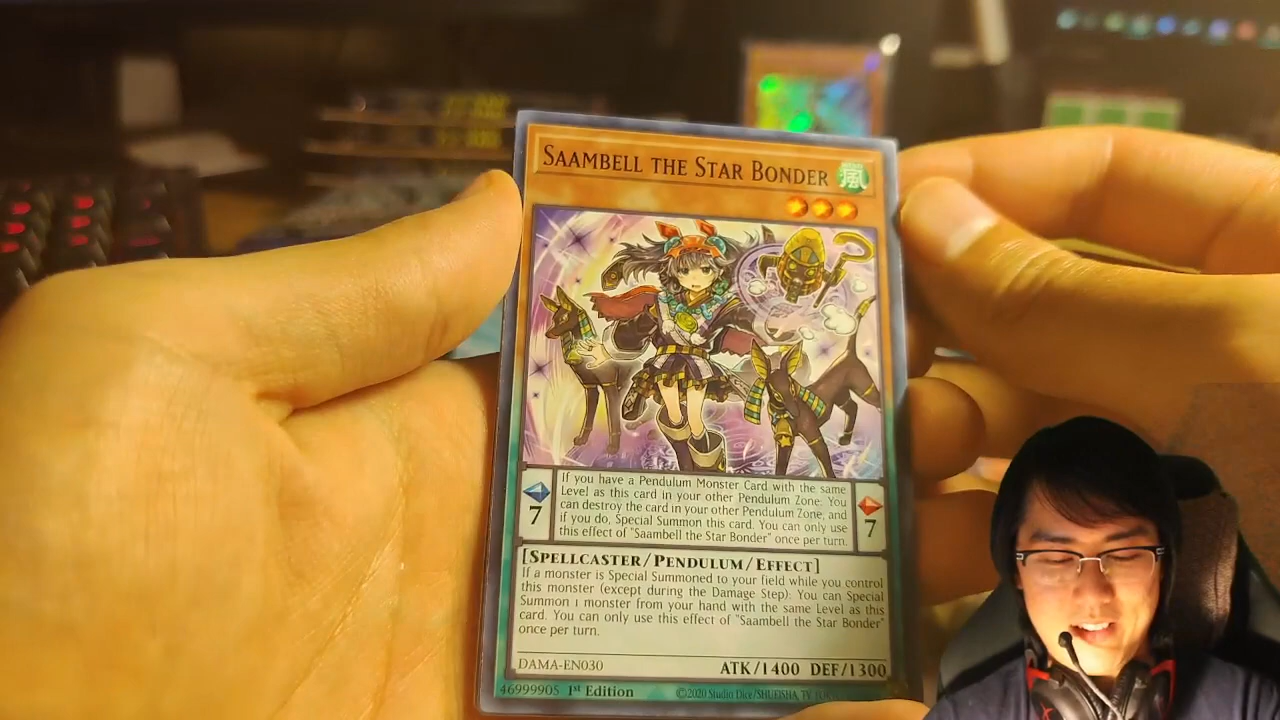 SAAMBELL THE STAR BONDER 風
If you have a Pendulum Monster Card with the same
Level as this card in your other Pendulum Zone: You
can destroy the card in your other Pendulum Zone, and
if you do, Special Summon this card. You can only use
this effect of "Saambell the Star Bonder" once per turn.
7
7
[SPELLCASTER/PENDULUM/EFFECT]
If a monster is Special Summoned to your field while you control
this monster (except during the Damage Step): You can Special
Summon 1 monster from your hand with the same Level as this
card. You can only use this effect of "Saambell the Star Bonder"
once per turn.
DAMA-EN030 ATK/1400 DEF/1300
46999905 1st Edition ©2020 Studio Dice/SHUEISHA, TV